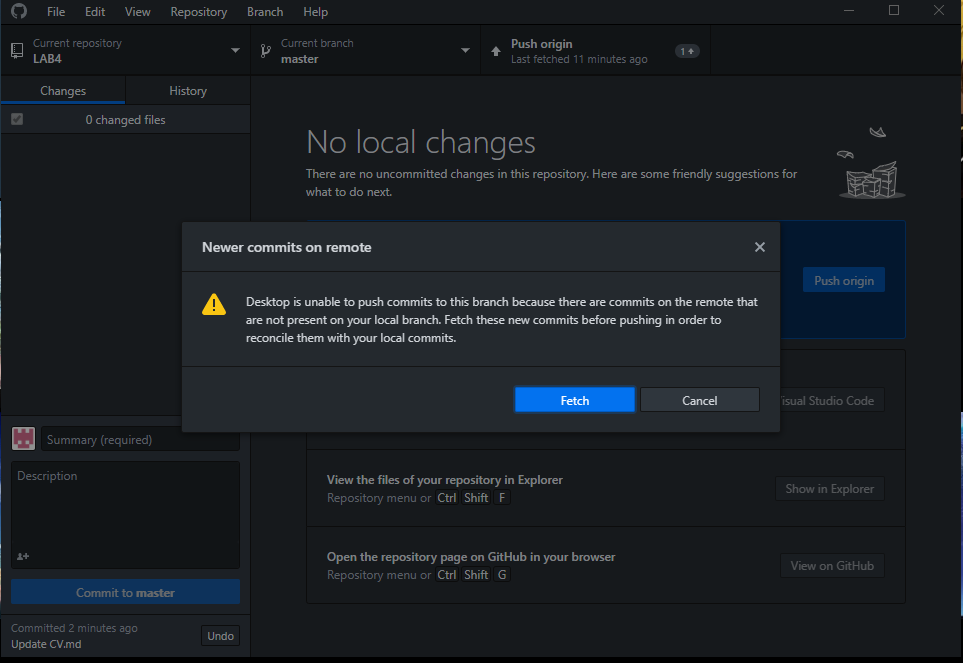 File Edit View Repository Branch Help
Current repository
LAB4
Current branch
master
Push origin
Last fetched 11 minutes ago
1
Changes History
0 changed files
No local changes
There are no uncommitted changes in this repository. Here are some friendly suggestions for
what to do next.
Push origin
Newer commits on remote
Desktop is unable to push commits to this branch because there are commits on the remote that
are not present on your local branch. Fetch these new commits before pushing in order to
reconcile them with your local commits.
Fetch Cancel
Visual Studio Code
Summary (required)
Description
View the files of your repository in Explorer
Repository menu or Ctrl Shift F
Show in Explorer
Open the repository page on GitHub in your browser
Repository menu or Ctrl Shift G
View on GitHub
Commit to master
Committed 2 minutes ago
Update CV.md
Undo